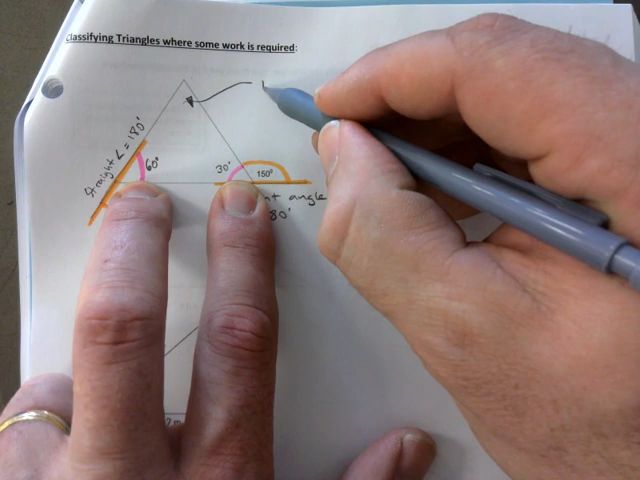 Classifying Triangles where some work is required:
Straight ∠ = 180°
60°
30°
150°
angle
80°